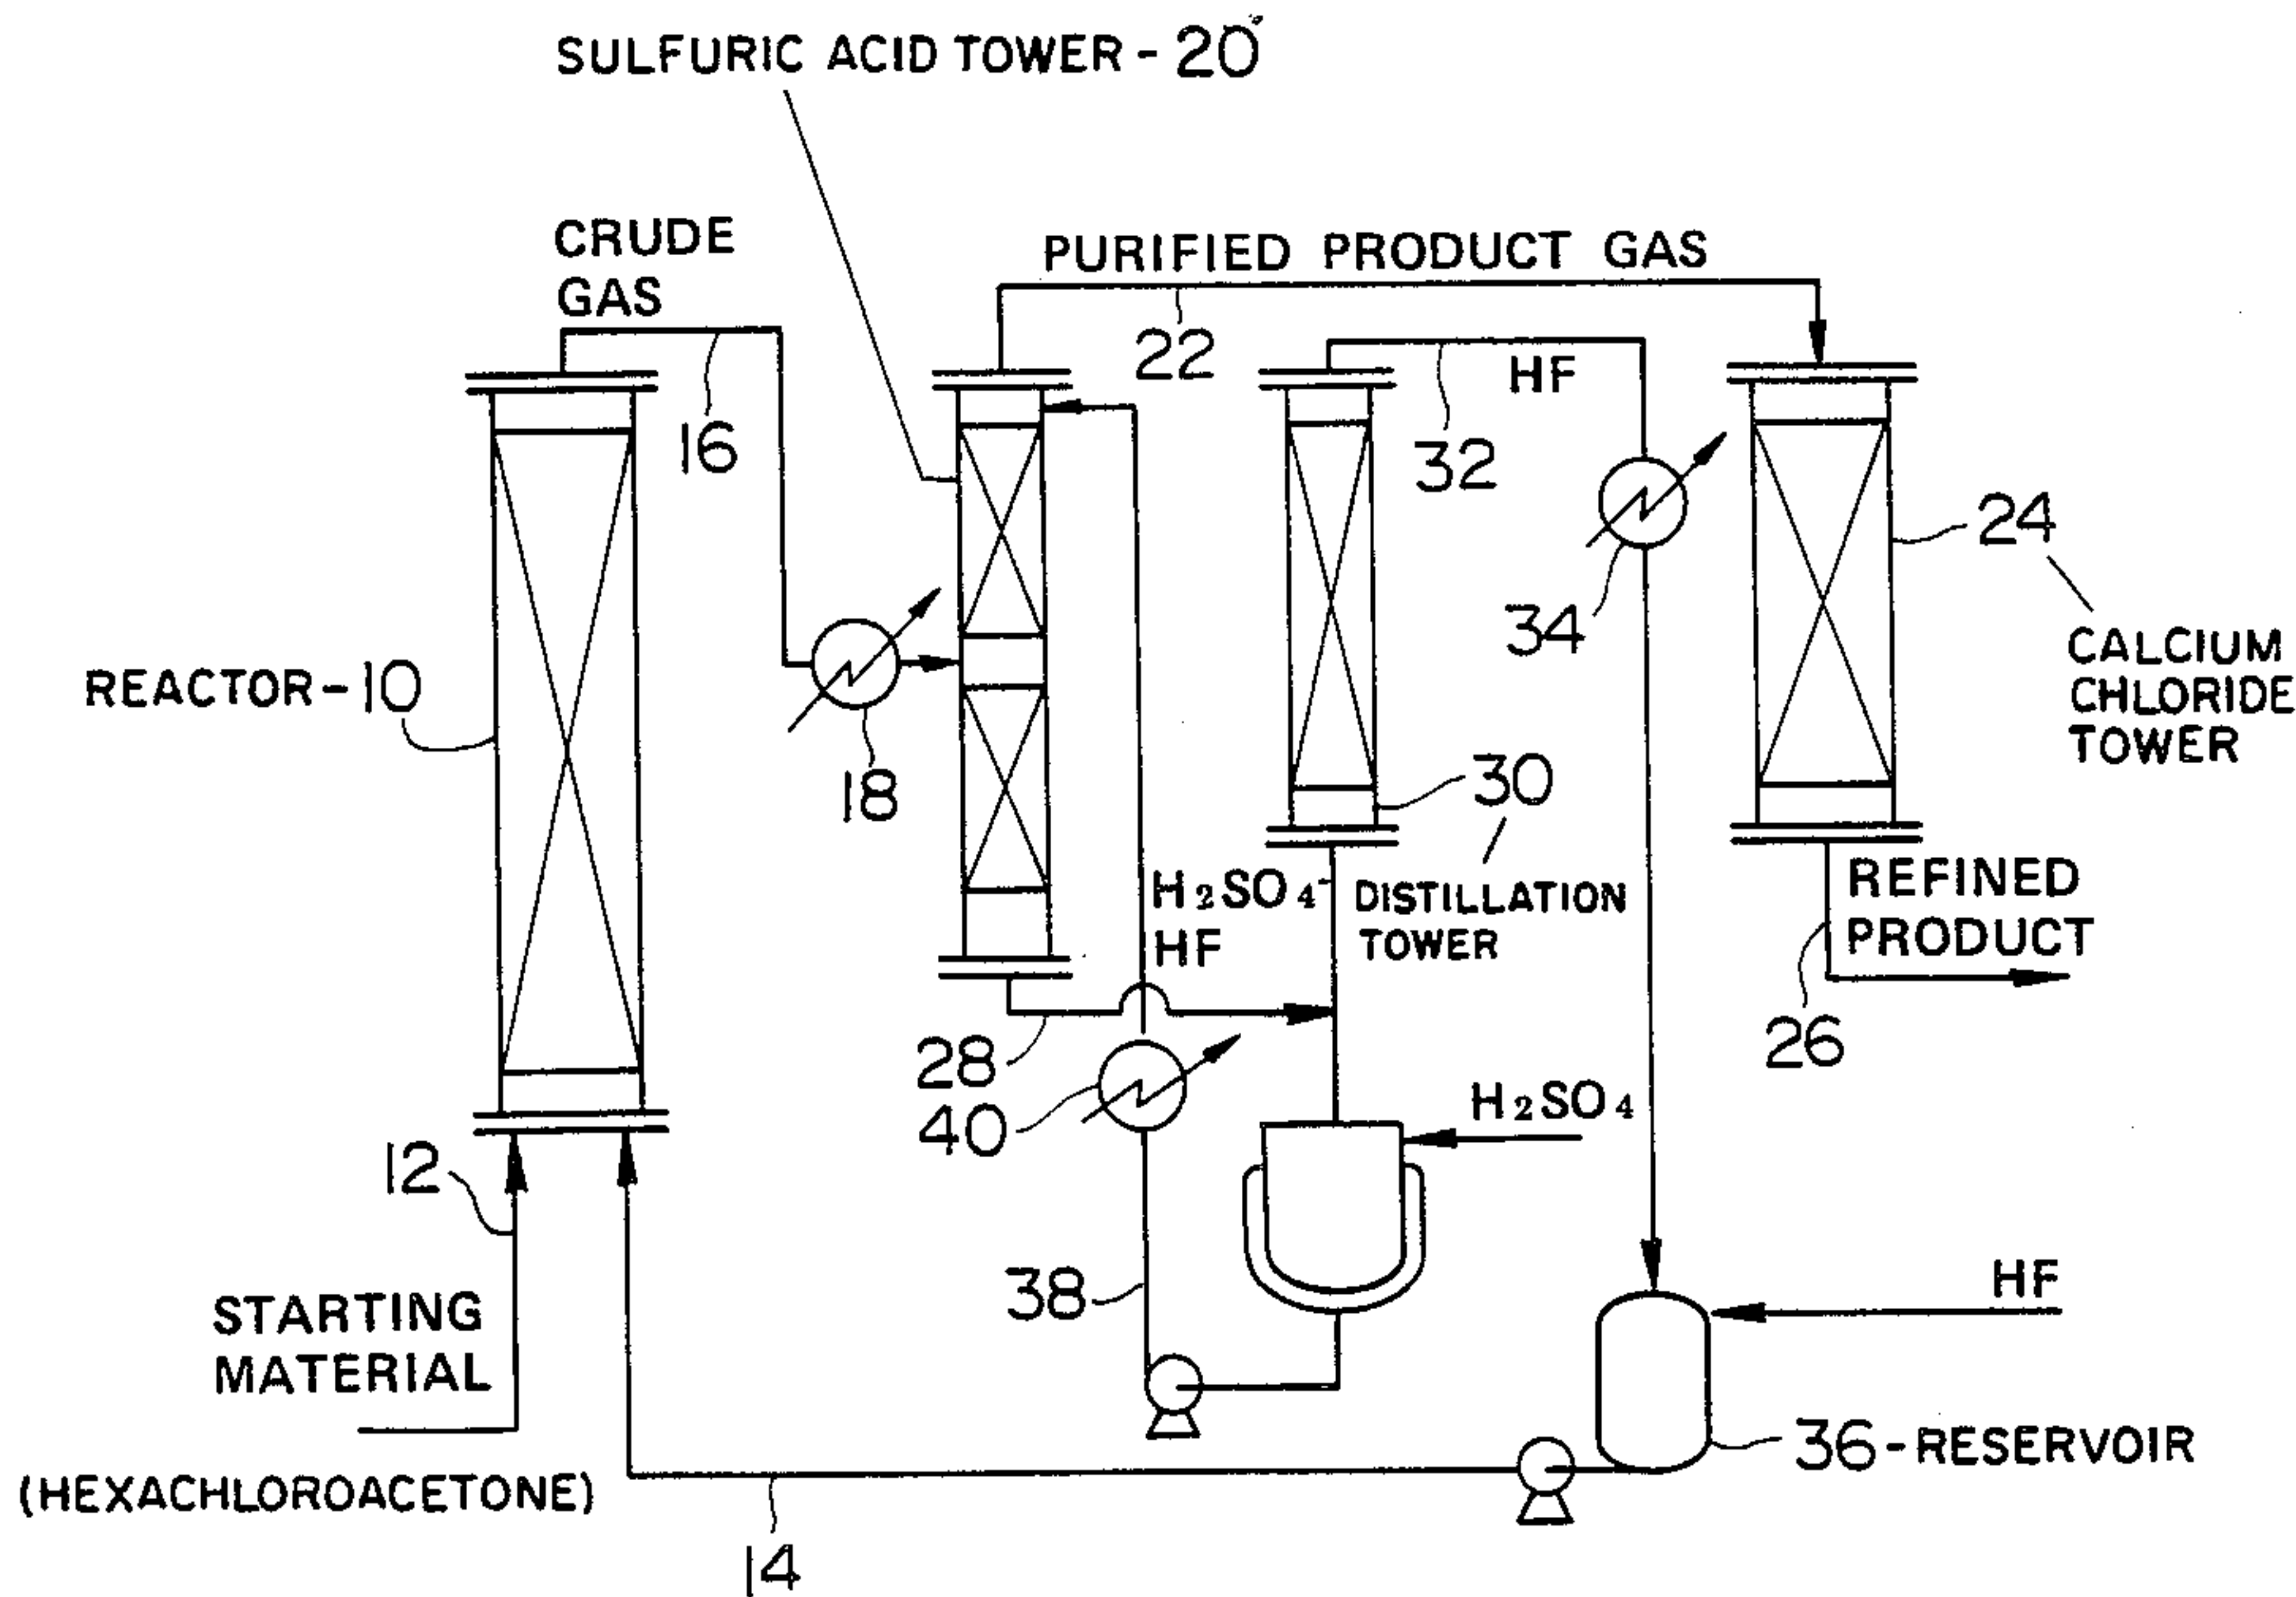 SULFURIC ACID TOWER - 20
CRUDE
GAS
PURIFIED PRODUCT GAS
22
HF
16
32
24
34
CALCIUM
CHLORIDE
TOWER
REACTOR - 10
18
30
H₂SO₄
DISTILLATION
TOWER
HF
REFINED
PRODUCT
28
26
40
H₂SO₄
12
38
HF
STARTING
MATERIAL
36 - RESERVOIR
(HEXACHLOROACETONE)
14